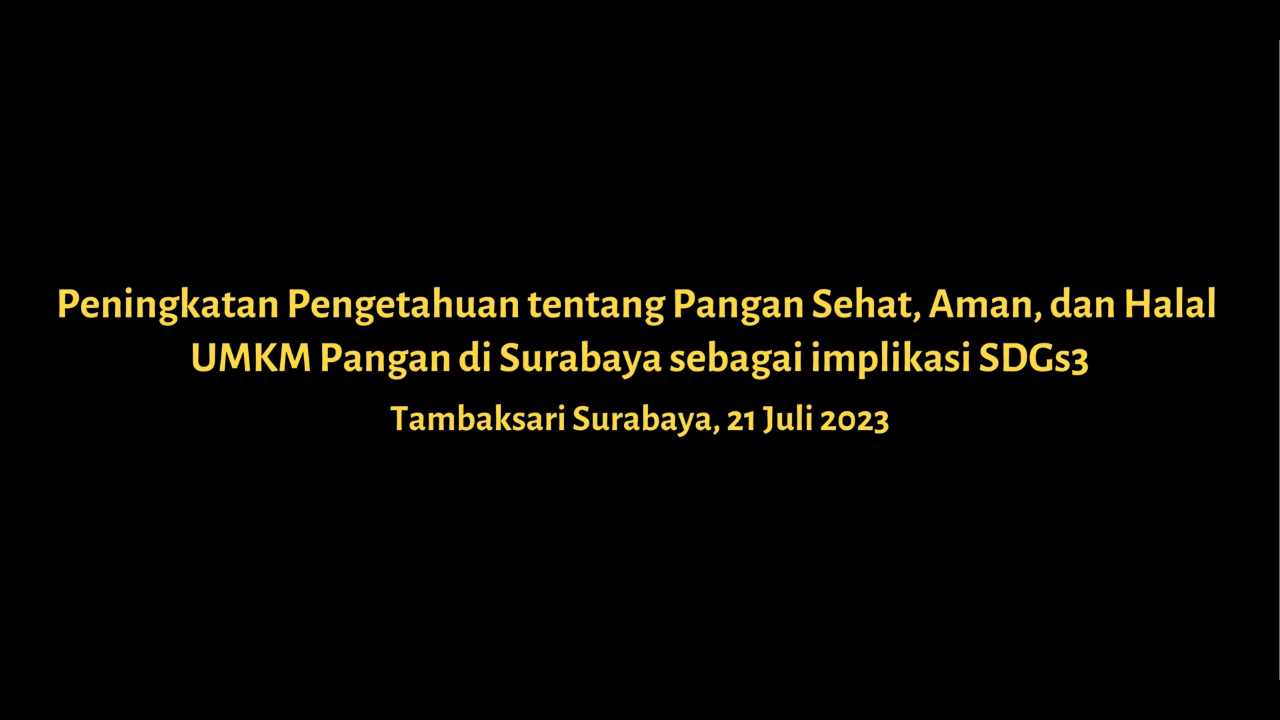 Peningkatan Pengetahuan tentang Pangan Sehat, Aman, dan Halal
UMKM Pangan di Surabaya sebagai implikasi SDGs3
Tambaksari Surabaya, 21 Juli 2023